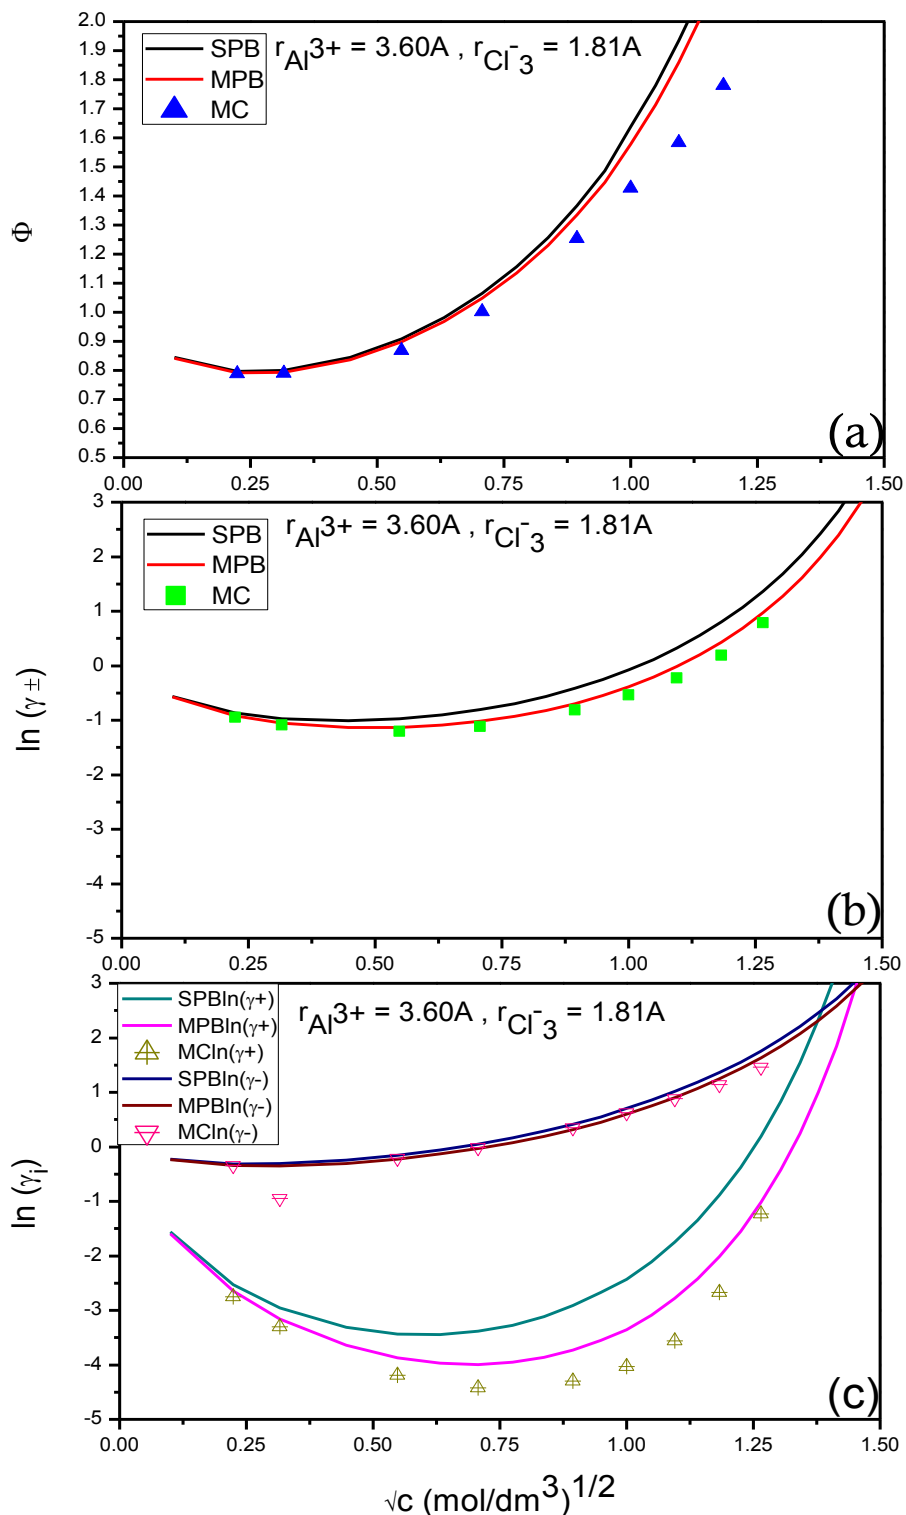 SPB
MPB
MC
r_Al3+ = 3.60A , r_Cl-3 = 1.81A
2.0
1.9
1.8
1.7
1.6
1.5
1.4
1.3
1.2
1.1
1.0
0.9
0.8
0.7
0.6
0.5
Φ
(a)
0.00 0.25 0.50 0.75 1.00 1.25 1.50
SPB
MPB
MC
r_Al3+ = 3.60A , r_Cl-3 = 1.81A
3
2
1
0
-1
-2
-3
-4
-5
ln (γ ±)
(b)
0.00 0.25 0.50 0.75 1.00 1.25 1.50
SPBln(γ+)
MPBln(γ+)
MCln(γ+)
SPBln(γ-)
MPBln(γ-)
MCln(γ-)
r_Al3+ = 3.60A , r_Cl-3 = 1.81A
3
2
1
0
-1
-2
-3
-4
-5
ln (γi)
(c)
0.00 0.25 0.50 0.75 1.00 1.25 1.50
√c (mol/dm3)1/2